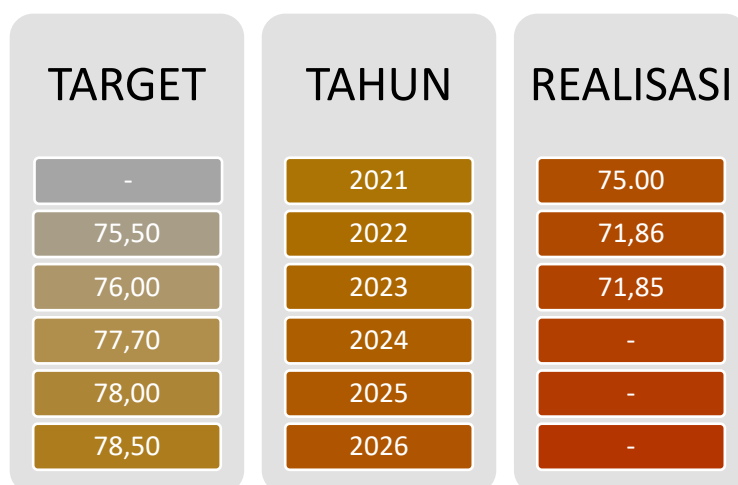 TARGET TAHUN REALISASI
- 2021 75.00
75,50 2022 71,86
76,00 2023 71,85
77,70 2024 -
78,00 2025 -
78,50 2026 -